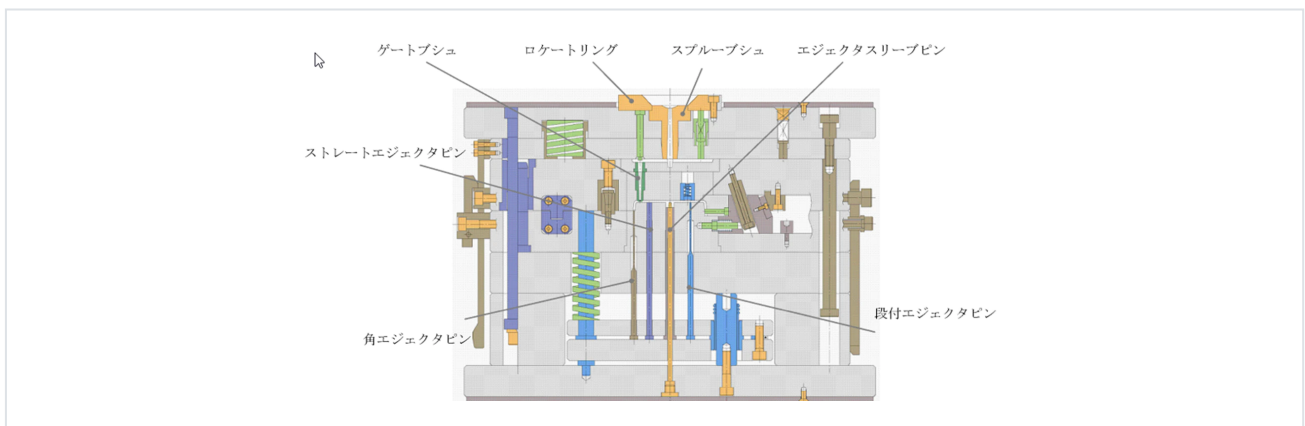 ゲートブシュ
ロケートリング
スプルーブシュ
エジェクタスリーブピン
ストレートエジェクタピン
段付エジェクタピン
角エジェクタピン